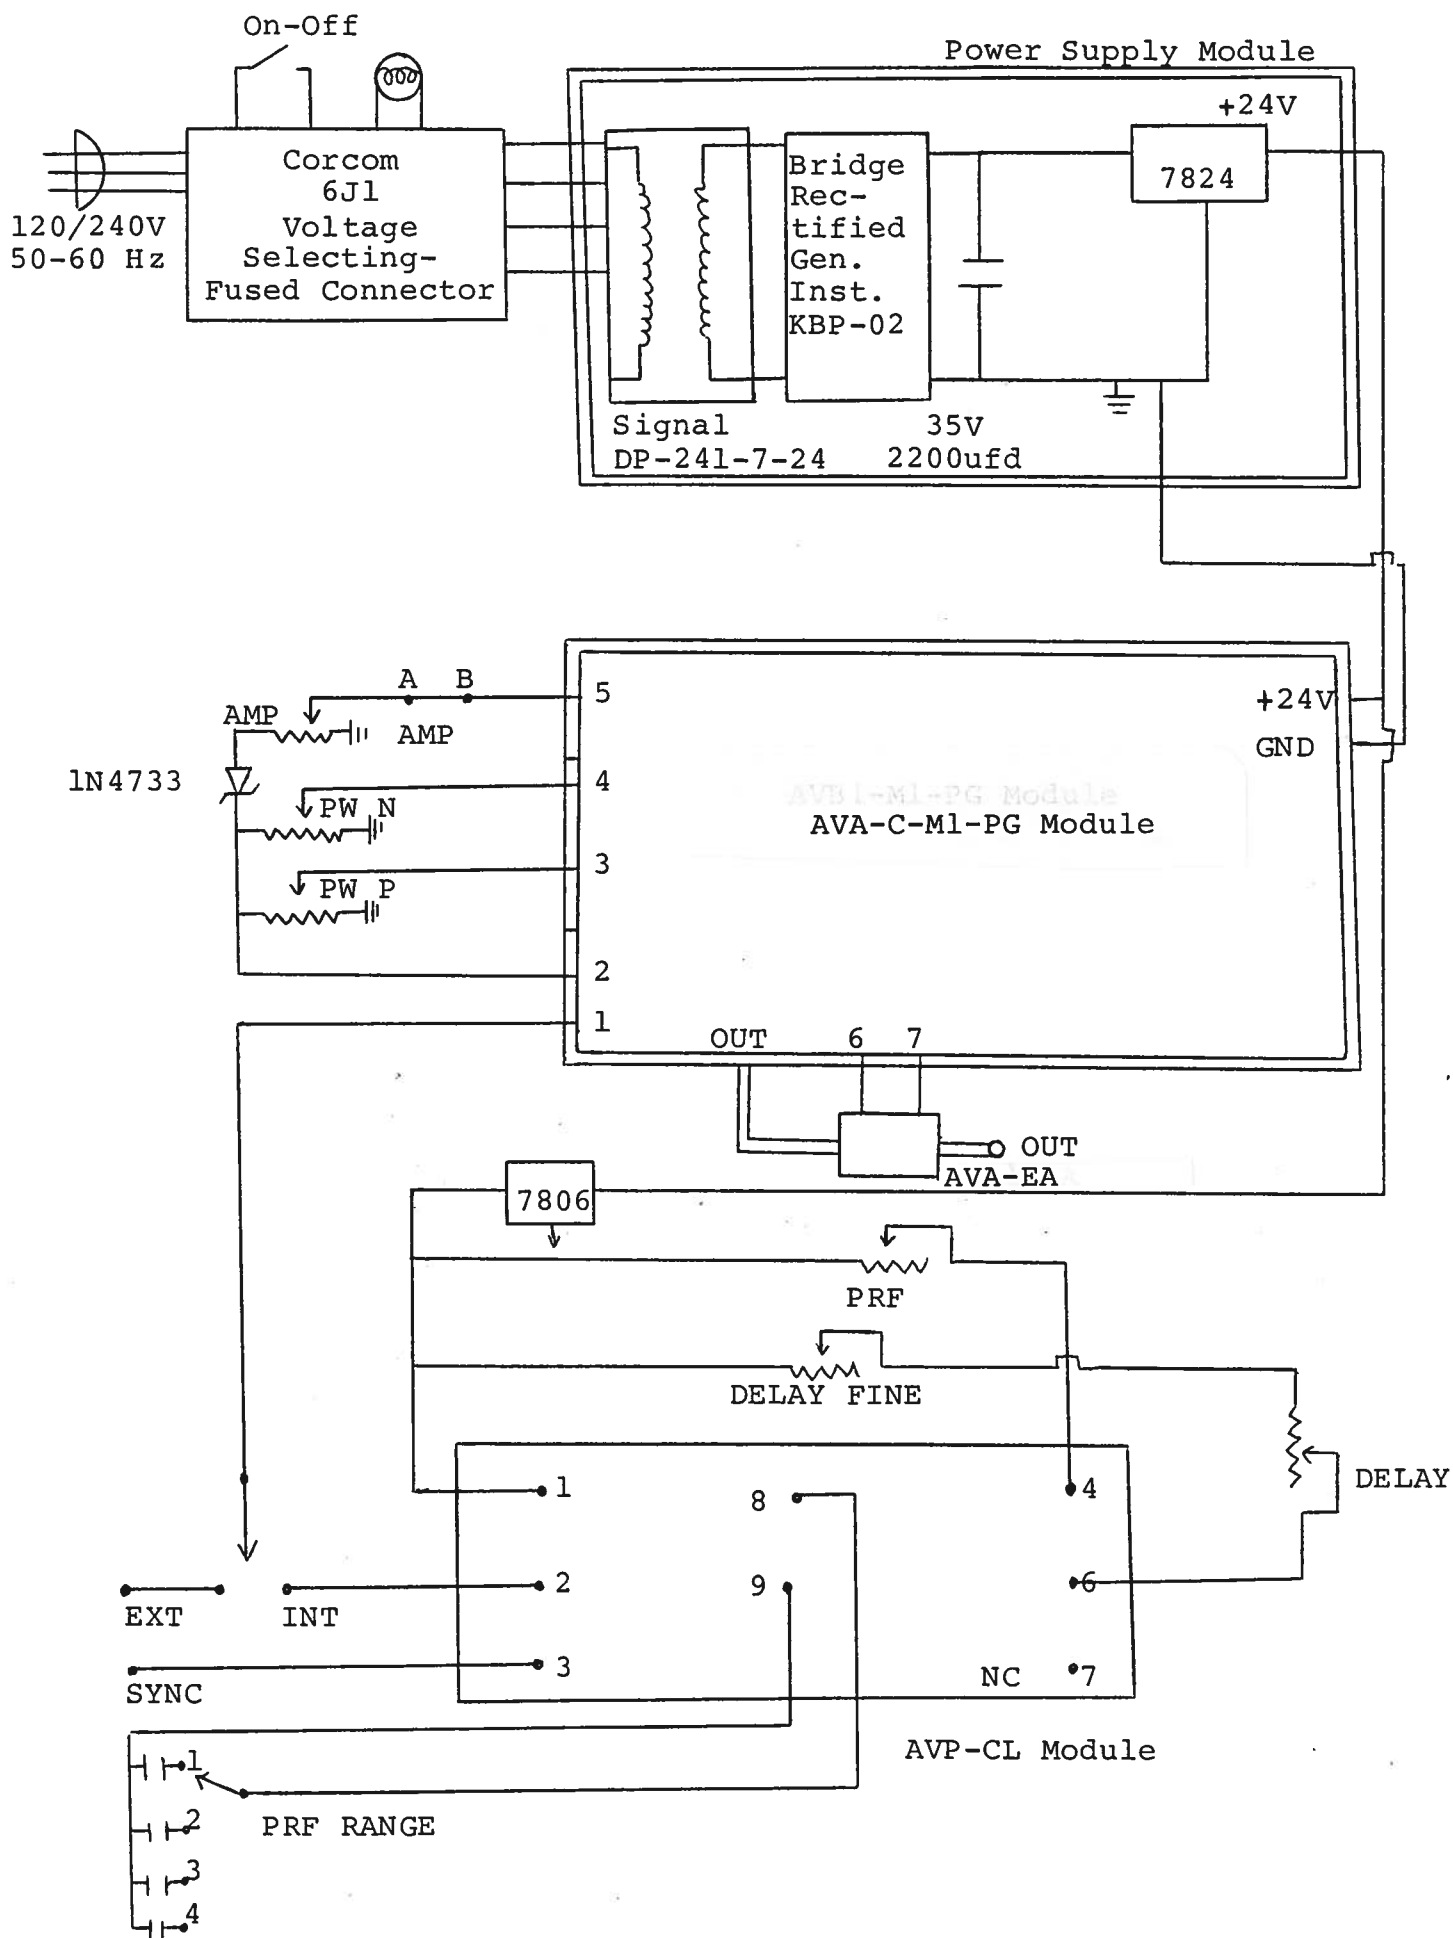 On-Off
Power Supply Module
+24V
Corcom
6J1
Voltage
Selecting-
Fused Connector
120/240V
50-60 Hz
Bridge
Rec-
tified
Gen.
Inst.
KBP-02
7824
Signal
DP-241-7-24
35V
2200ufd
A B
5
AMP
AMP
+24V
GND
1N4733
4
PW N
AVB1-M1-PG Module
AVA-C-M1-PG Module
3
PW P
2
1
OUT 6 7
OUT
AVA-EA
7806
PRF
DELAY FINE
DELAY
1
8
4
2
9
6
EXT INT
3
NC 7
SYNC
AVP-CL Module
1
2
PRF RANGE
3
4